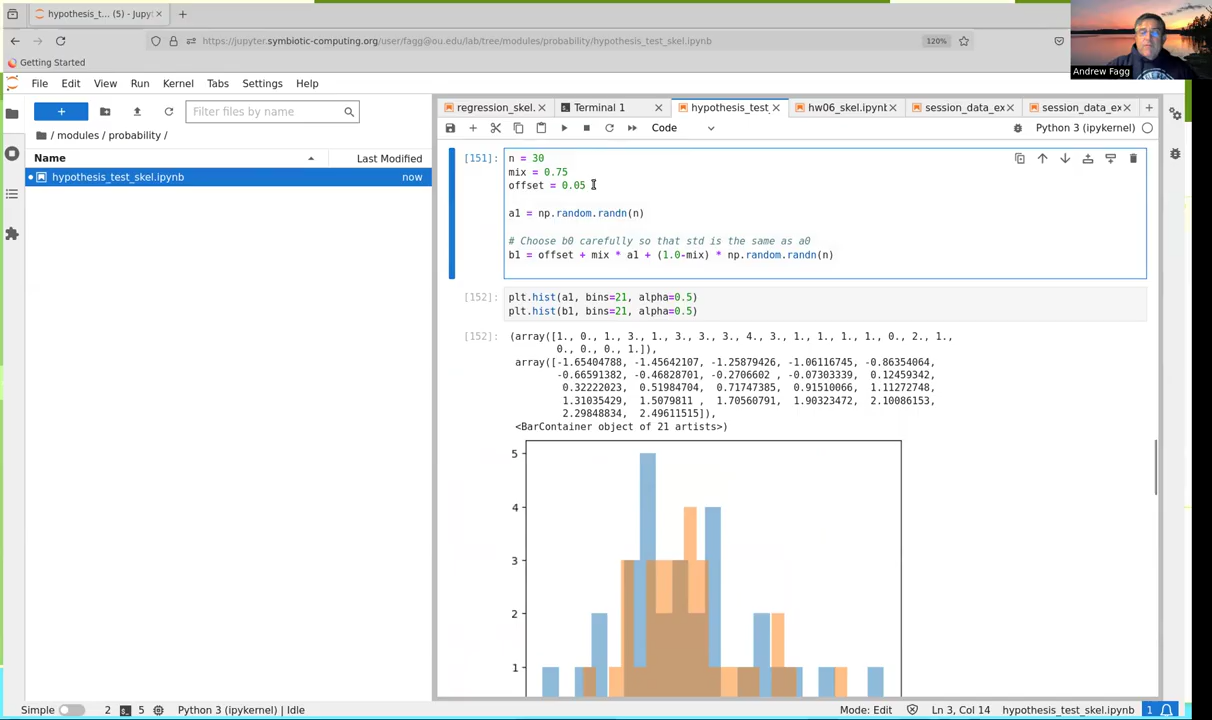 hypothesis_t… (5) - Jupyt
https://jupyter.symbiotic-computing.org/user/fagg@ou.edu/lab/tree/modules/probability/hypothesis_test_skel.ipynb
120%
Getting Started
Andrew Fagg
File Edit View Run Kernel Tabs Settings Help
Filter files by name
/ modules / probability /
Name Last Modified
hypothesis_test_skel.ipynb now
regression_skel. Terminal 1 hypothesis_test_ hw06_skel.ipynb session_data_ex session_data_ex
Code Python 3 (ipykernel)
[151]: n = 30
mix = 0.75
offset = 0.05
a1 = np.random.randn(n)
# Choose b0 carefully so that std is the same as a0
b1 = offset + mix * a1 + (1.0-mix) * np.random.randn(n)
[152]: plt.hist(a1, bins=21, alpha=0.5)
plt.hist(b1, bins=21, alpha=0.5)
[152]: (array([1., 0., 1., 3., 1., 3., 3., 3., 4., 3., 1., 1., 1., 1., 0., 2., 1.,
0., 0., 0., 1.]),
array([-1.65404788, -1.45642107, -1.25879426, -1.06116745, -0.86354064,
-0.66591382, -0.46828701, -0.2706602 , -0.07303339, 0.12459342,
0.32222023, 0.51984704, 0.71747385, 0.91510066, 1.11272748,
1.31035429, 1.5079811 , 1.70560791, 1.90323472, 2.10086153,
2.29848834, 2.49611515]),
<BarContainer object of 21 artists>)
5
4
3
2
1
Simple 2 5 Python 3 (ipykernel) | Idle Mode: Edit Ln 3, Col 14 hypothesis_test_skel.ipynb 1